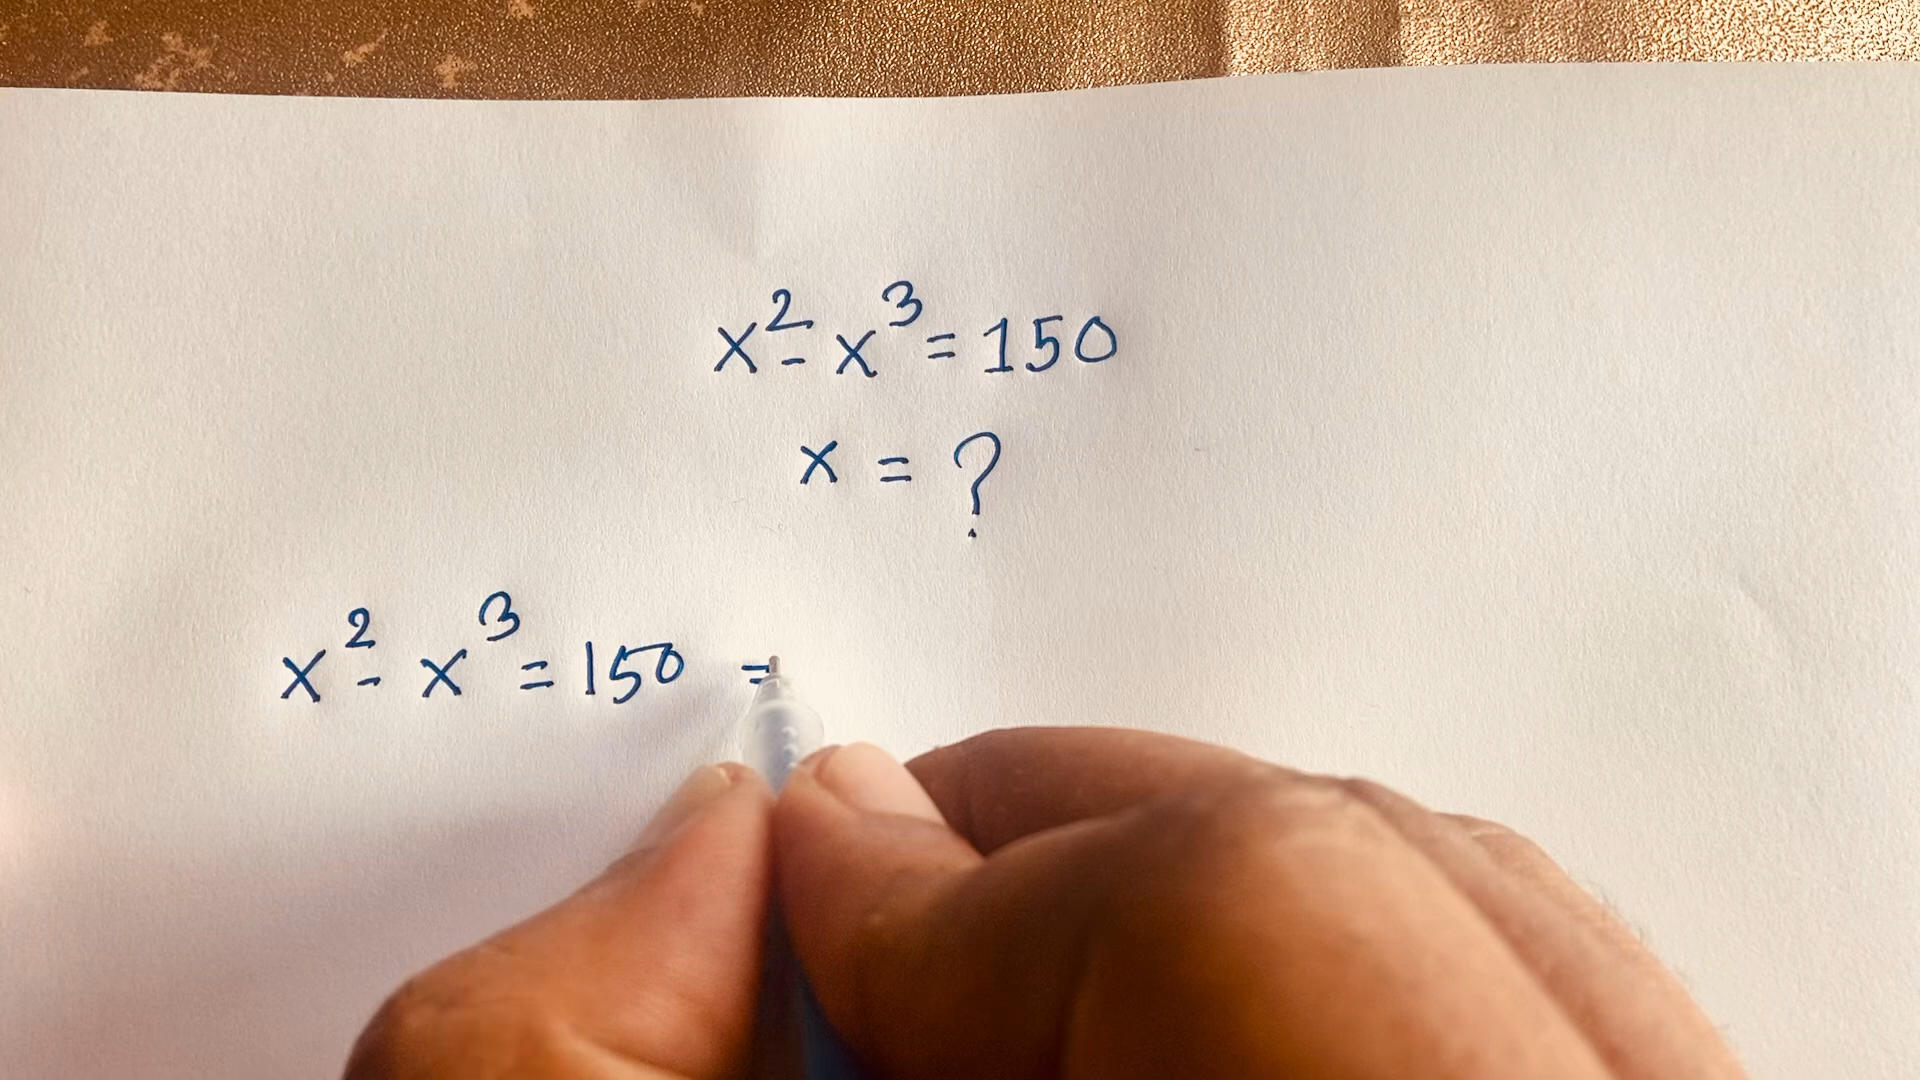 x² - x³ = 150
x = ?
x² - x³ = 150 =